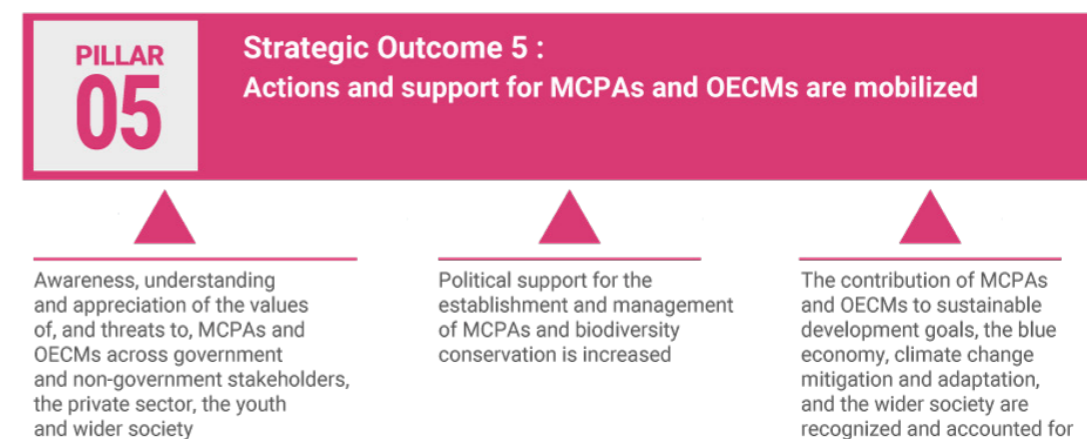 PILLAR
05
Strategic Outcome 5 :
Actions and support for MCPAs and OECMs are mobilized
Awareness, understanding
and appreciation of the values
of, and threats to, MCPAs and
OECMs across government
and non-government stakeholders,
the private sector, the youth
and wider society
Political support for the
establishment and management
of MCPAs and biodiversity
conservation is increased
The contribution of MCPAs
and OECMs to sustainable
development goals, the blue
economy, climate change
mitigation and adaptation,
and the wider society are
recognized and accounted for